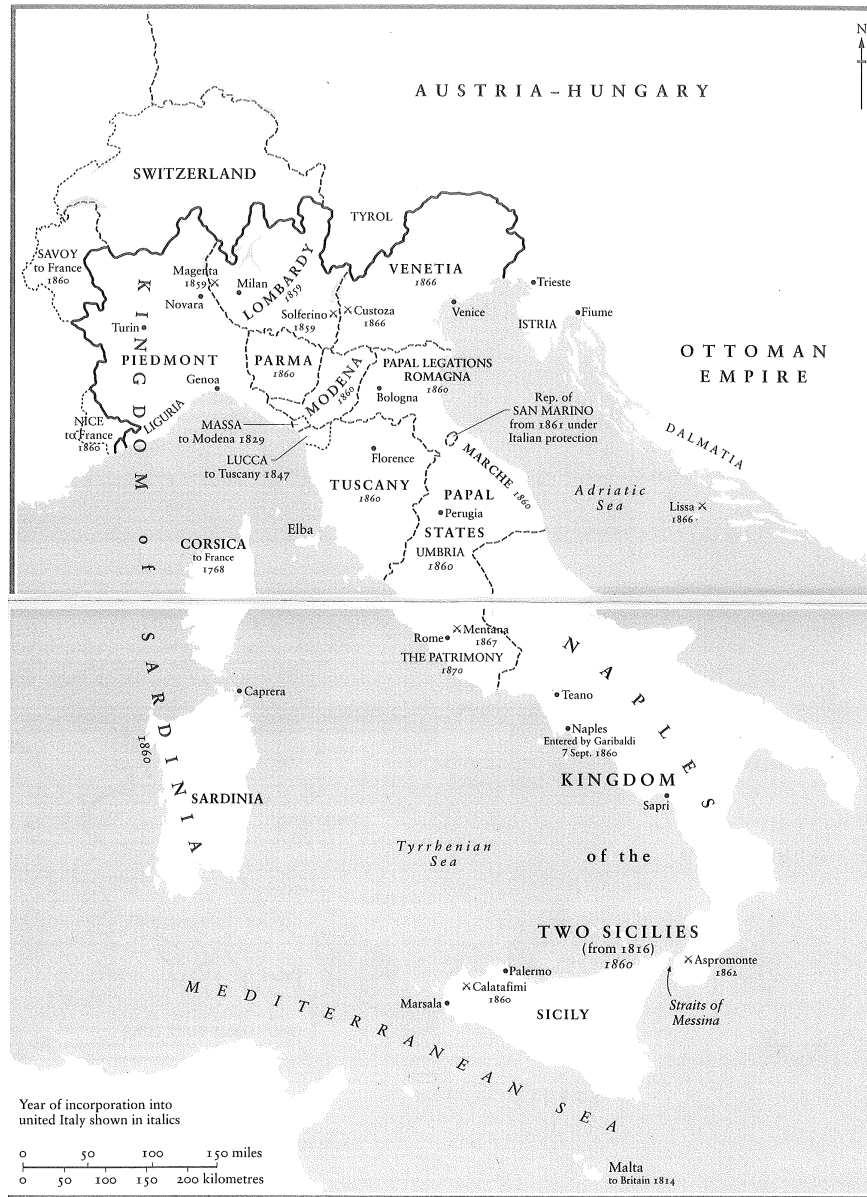 N
AUSTRIA–HUNGARY
SWITZERLAND
TYROL
SAVOY
to France
1860
VENETIA
1866
Magenta
1859
Milan
LOMBARDY
1859
Novara
Solferino
1859
Custoza
1866
Venice
Trieste
Fiume
ISTRIA
Turin
PIEDMONT
PARMA
1860
MODENA
1860
PAPAL LEGATIONS
ROMAGNA
1860
Bologna
OTTOMAN
EMPIRE
Genoa
LIGURIA
NICE
to France
1860
MASSA
to Modena 1829
LUCCA
to Tuscany 1847
Rep. of
SAN MARINO
from 1861 under
Italian protection
DALMATIA
Florence
TUSCANY
1860
MARCHE 1860
PAPAL
STATES
Perugia
UMBRIA
1860
Adriatic
Sea
Lissa
1866
Elba
CORSICA
to France
1768
KINGDOM of SARDINIA
1860
Rome
Mentana
1867
THE PATRIMONY
1870
NAPLES
Caprera
Teano
Naples
Entered by Garibaldi
7 Sept. 1860
KINGDOM
Sapri
SARDINIA
Tyrrhenian
Sea
of the
TWO SICILIES
(from 1816)
1860
Aspromonte
1862
Palermo
Calatafimi
1860
Marsala
SICILY
Straits of
Messina
MEDITERRANEAN SEA
Year of incorporation into
united Italy shown in italics
0 50 100 150 miles
0 50 100 150 200 kilometres
Malta
to Britain 1814